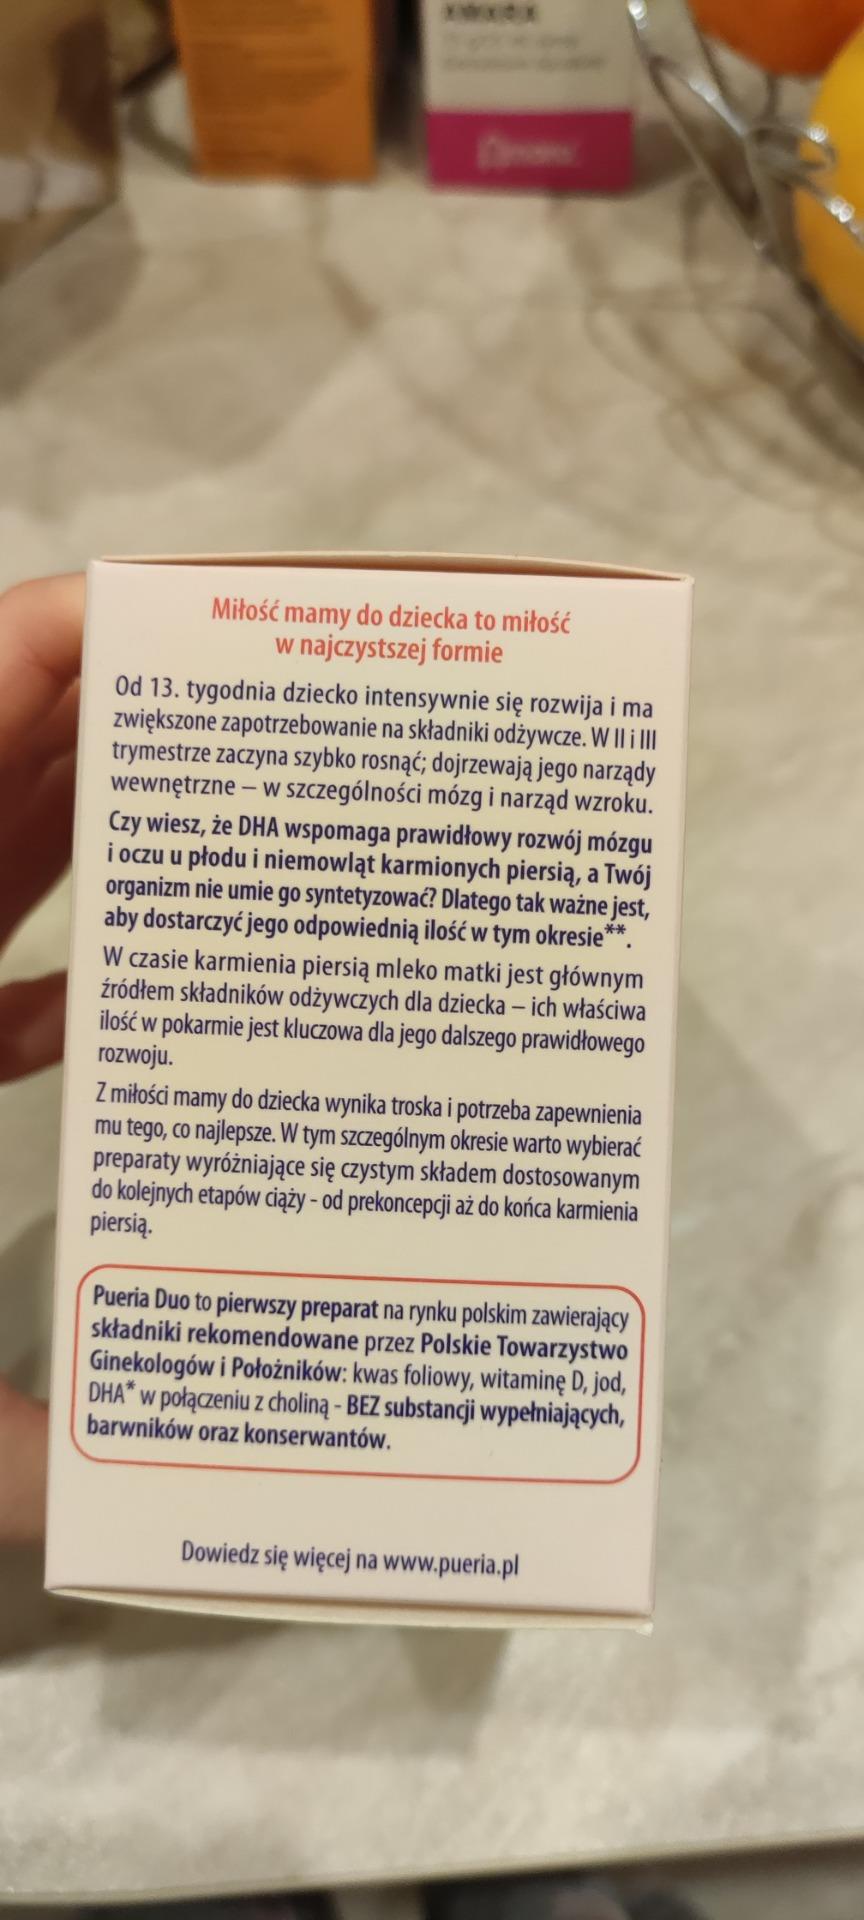 Miłość mamy do dziecka to miłość
w najczystszej formie
Od 13. tygodnia dziecko intensywnie się rozwija i ma
zwiększone zapotrzebowanie na składniki odżywcze. W II i III
trymestrze zaczyna szybko rosnąć; dojrzewają jego narządy
wewnętrzne – w szczególności mózg i narząd wzroku.
Czy wiesz, że DHA wspomaga prawidłowy rozwój mózgu
i oczu u płodu i niemowląt karmionych piersią, a Twój
organizm nie umie go syntetyzować? Dlatego tak ważne jest,
aby dostarczyć jego odpowiednią ilość w tym okresie**.
W czasie karmienia piersią mleko matki jest głównym
źródłem składników odżywczych dla dziecka – ich właściwa
ilość w pokarmie jest kluczowa dla jego dalszego prawidłowego
rozwoju.
Z miłości mamy do dziecka wynika troska i potrzeba zapewnienia
mu tego, co najlepsze. W tym szczególnym okresie warto wybierać
preparaty wyróżniające się czystym składem dostosowanym
do kolejnych etapów ciąży - od prekoncepcji aż do końca karmienia
piersią.
Pueria Duo to pierwszy preparat na rynku polskim zawierający
składniki rekomendowane przez Polskie Towarzystwo
Ginekologów i Położników: kwas foliowy, witaminę D, jod,
DHA* w połączeniu z choliną - BEZ substancji wypełniających,
barwników oraz konserwantów.
Dowiedz się więcej na www.pueria.pl